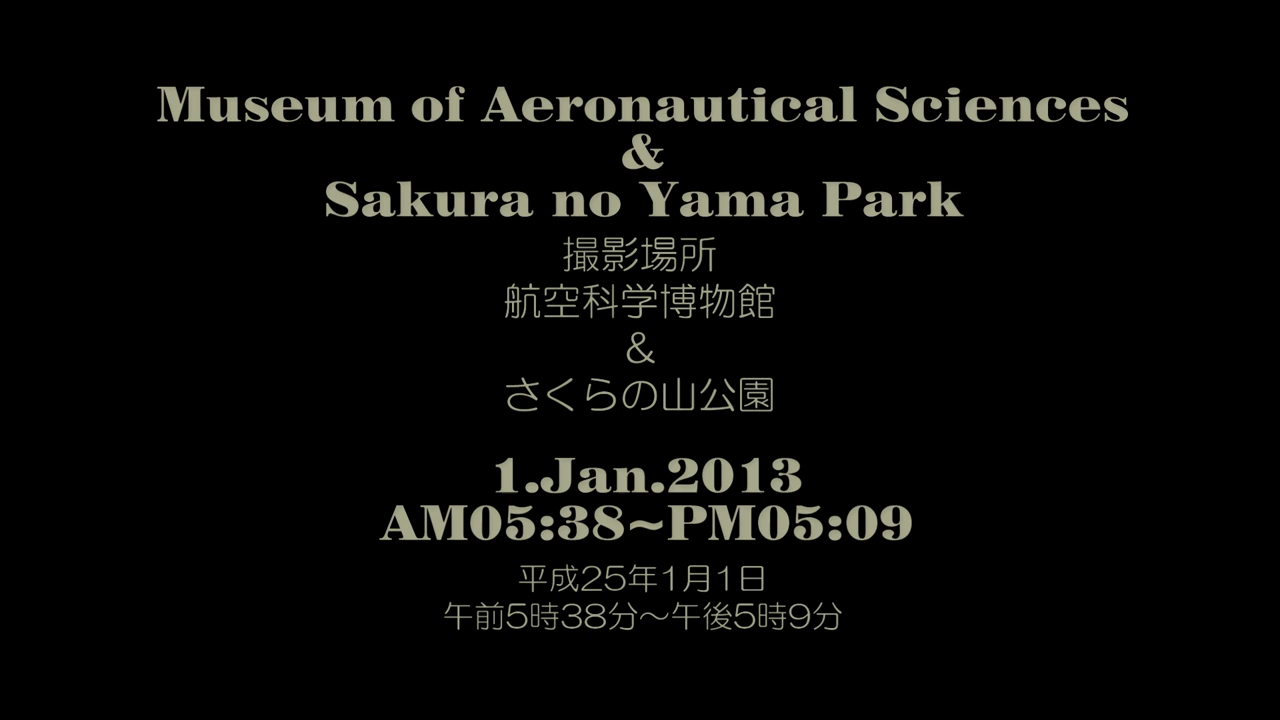 Museum of Aeronautical Sciences
&
Sakura no Yama Park
撮影場所
航空科学博物館
&
さくらの山公園
1.Jan.2013
AM05:38~PM05:09
平成25年1月1日
午前5時38分～午後5時9分